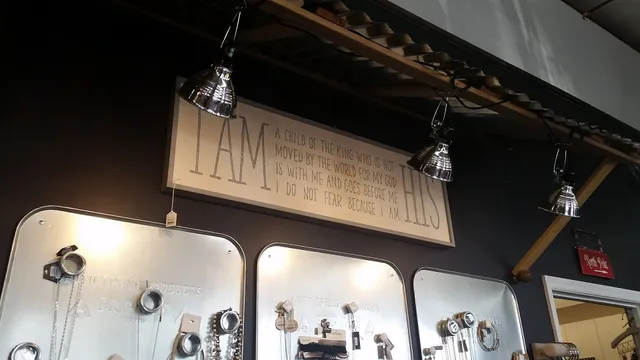 I AM
A CHILD OF THE KING WHO IS NOT
MOVED BY THE WORLD FOR MY GOD
IS WITH ME AND GOES BEFORE ME
I DO NOT FEAR BECAUSE I AM
HIS